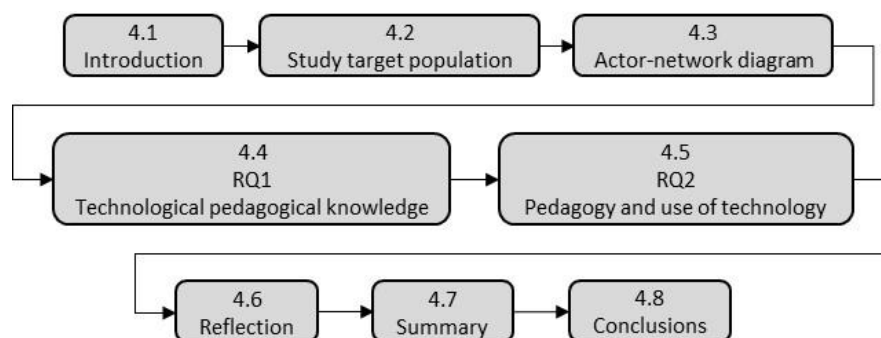 4.1
Introduction
4.2
Study target population
4.3
Actor-network diagram
4.4
RQ1
Technological pedagogical knowledge
4.5
RQ2
Pedagogy and use of technology
4.6
Reflection
4.7
Summary
4.8
Conclusions